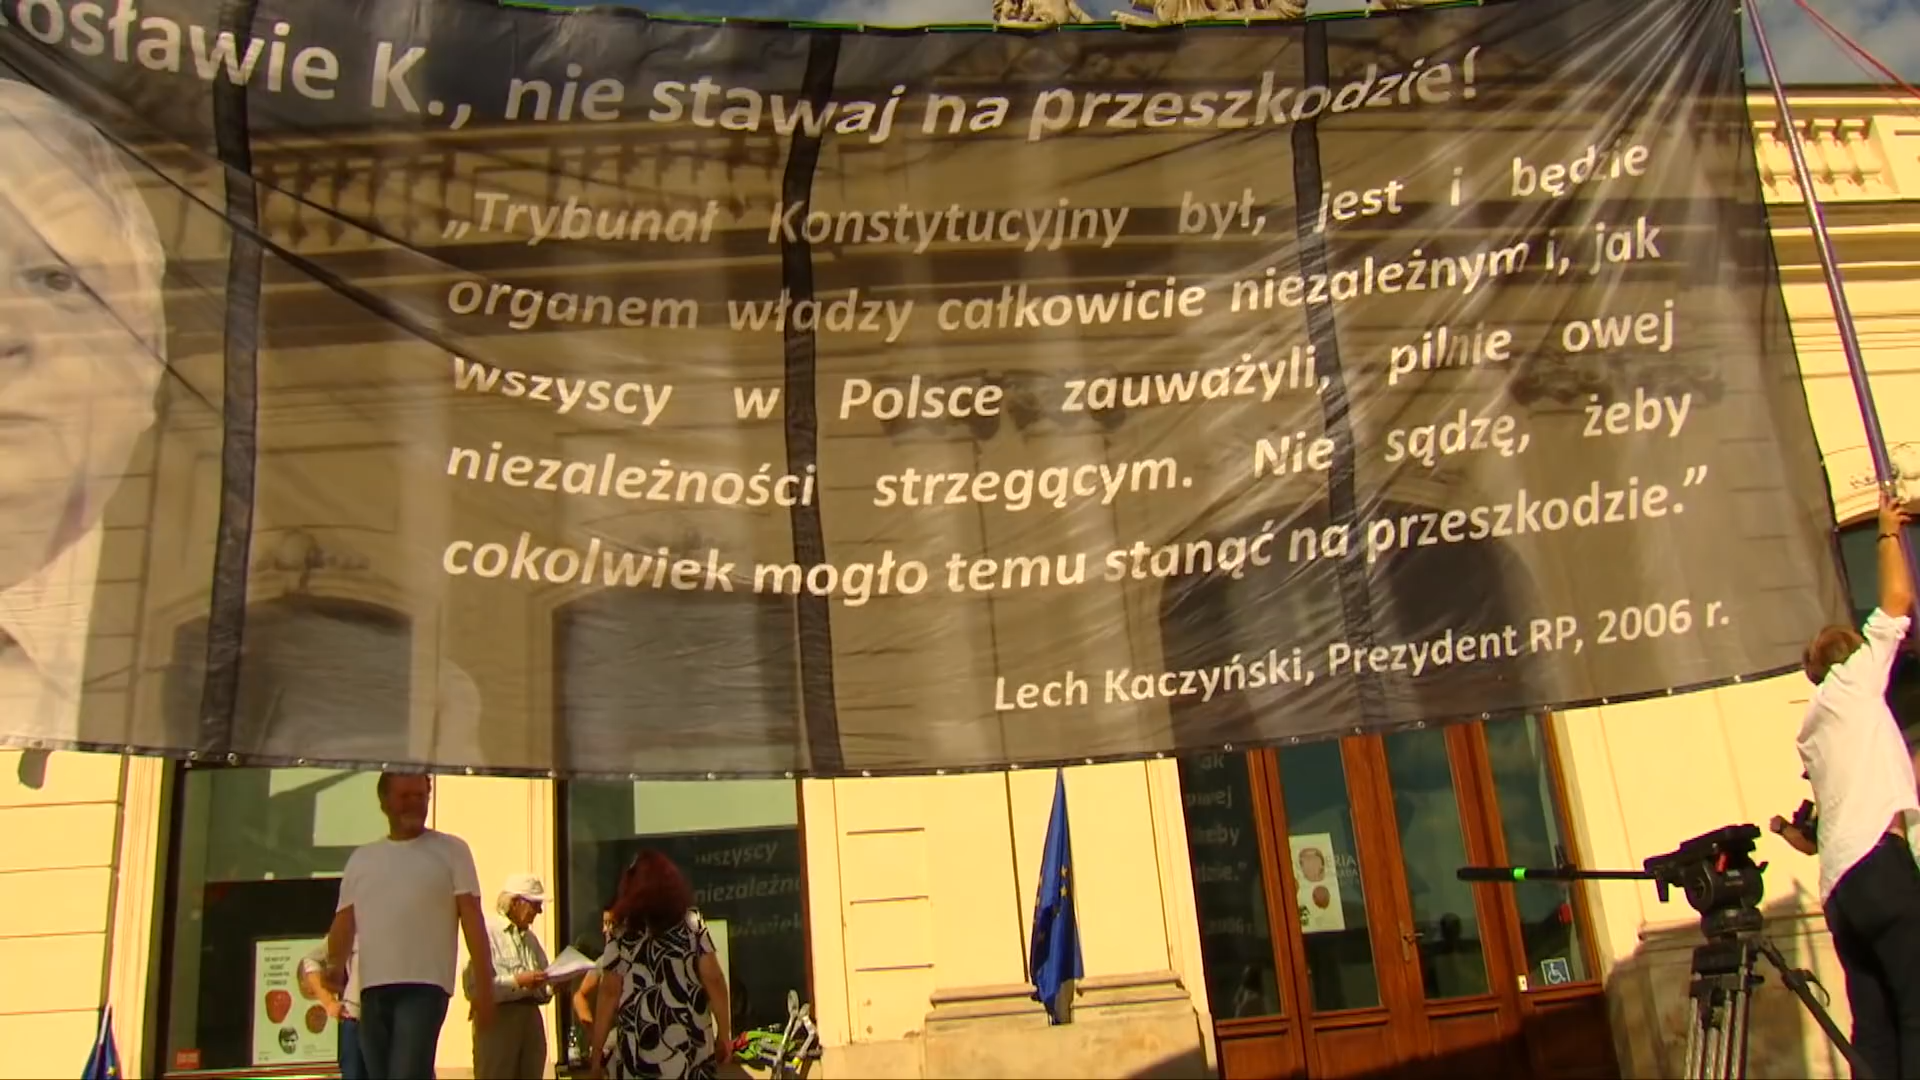 osławie K., nie stawaj na przeszkodzie!
„Trybunał Konstytucyjny był, jest i będzie
organem władzy całkowicie niezależnym i, jak
wszyscy w Polsce zauważyli, pilnie owej
niezależności strzegącym. Nie sądzę, żeby
cokolwiek mogło temu stanąć na przeszkodzie.”
Lech Kaczyński, Prezydent RP, 2006 r.
wszyscy